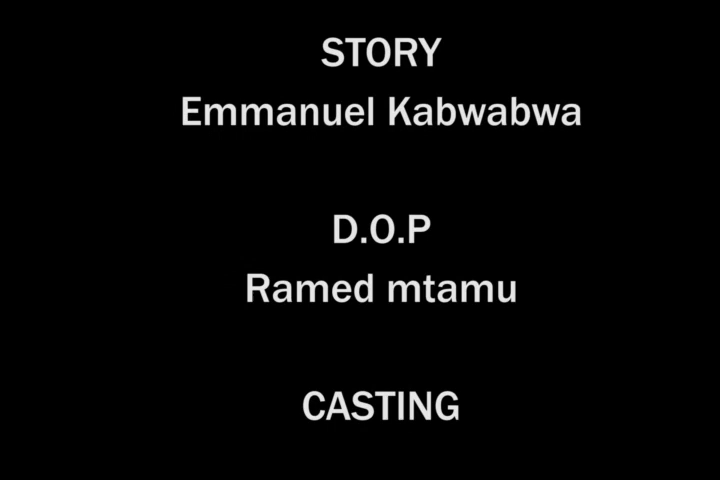 STORY
Emmanuel Kabwabwa
D.O.P
Ramed mtamu
CASTING